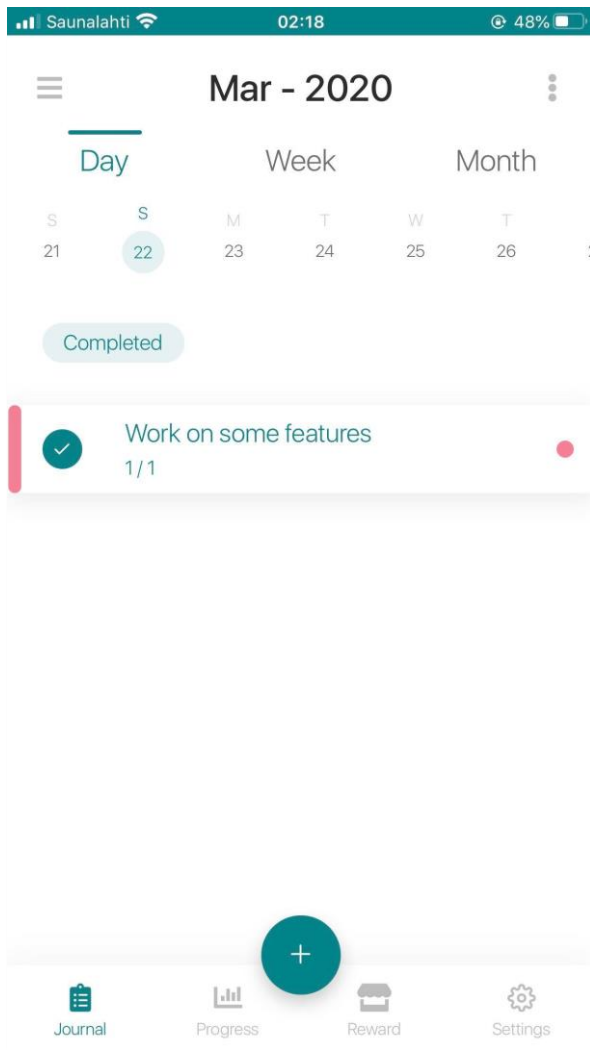 Saunalahti 02:18 48%
Mar - 2020
Day Week Month
S S M T W T
21 22 23 24 25 26
Completed
Work on some features
1/1
Journal Progress Reward Settings